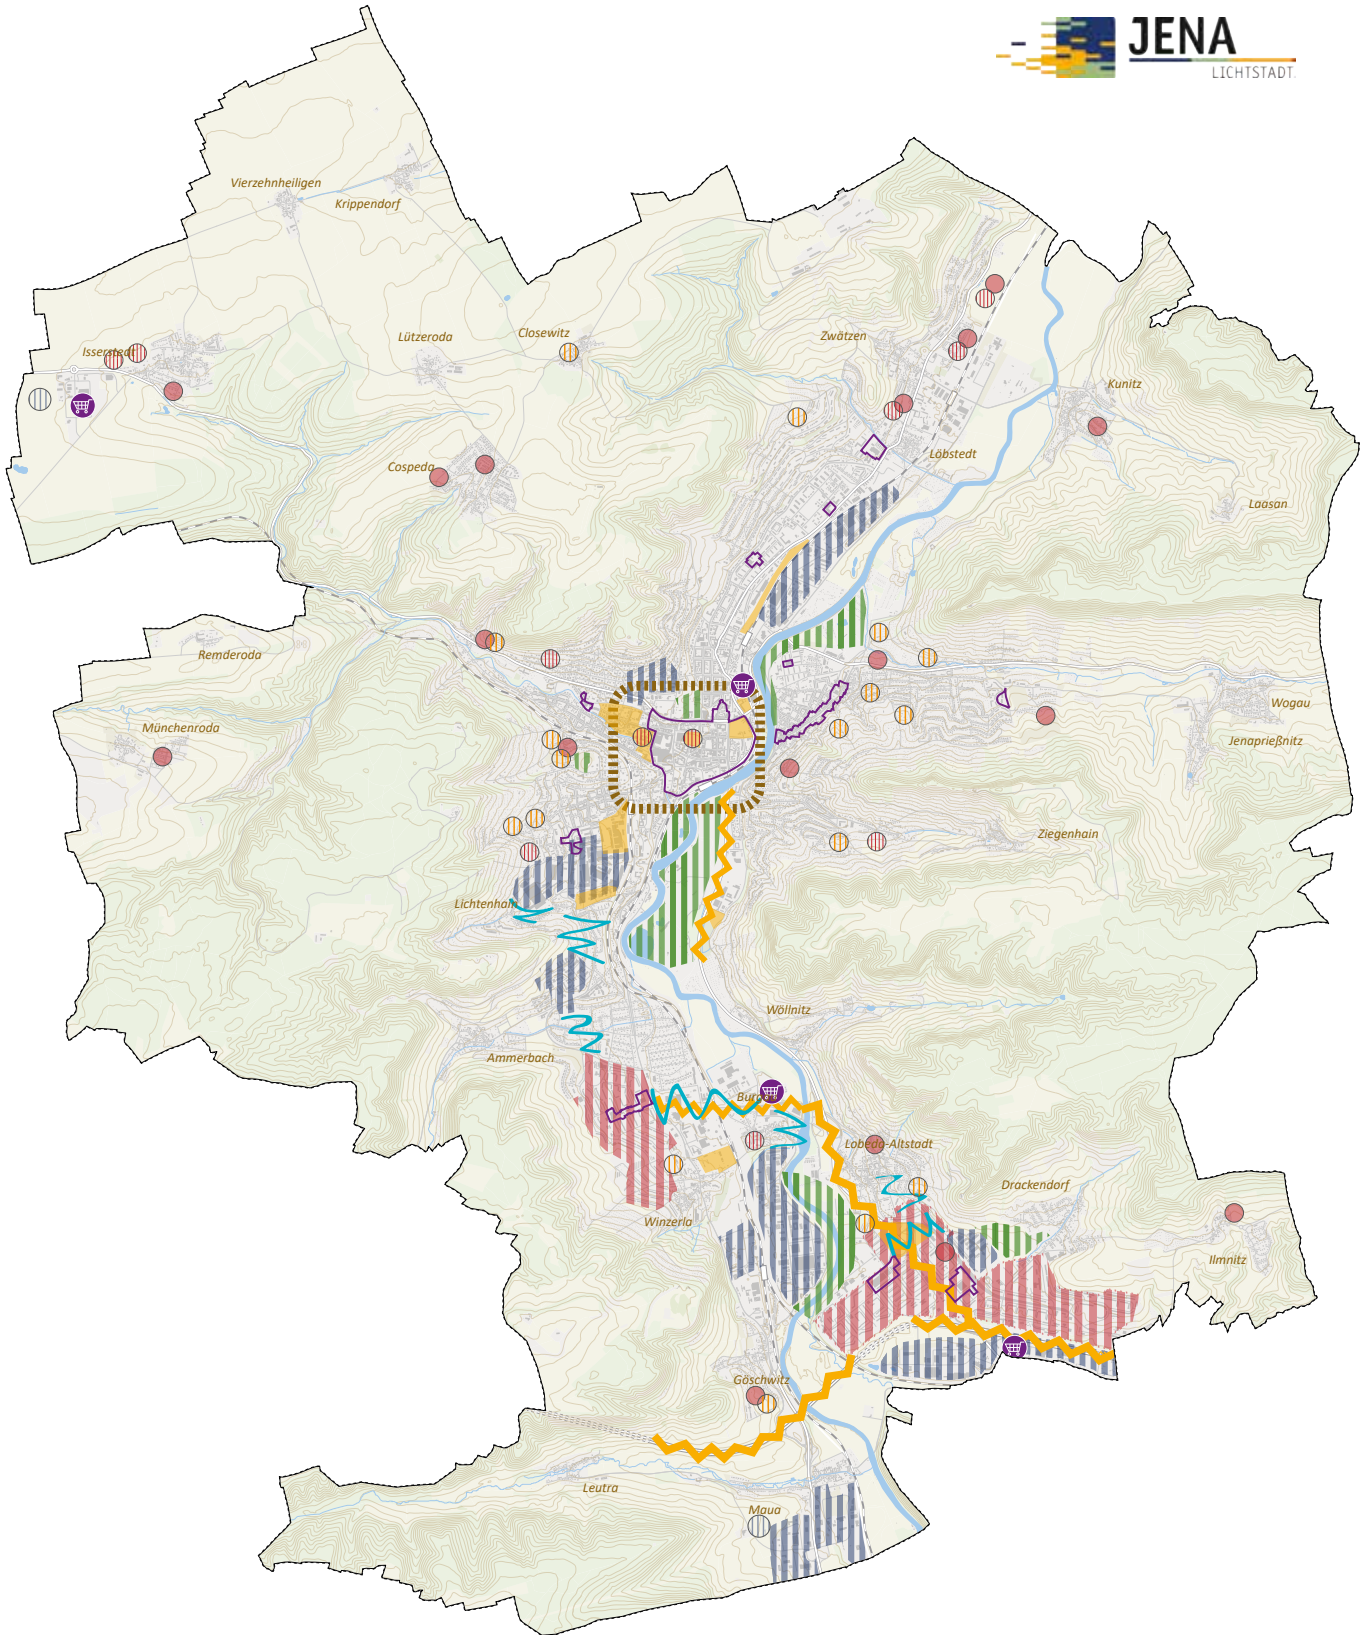 JENA
LICHTSTADT
Vierzehnheiligen
Krippendorf
Closewitz
Lützeroda
Zwätzen
Isserstedt
Kunitz
Löbstedt
Cospeda
Laasan
Remderoda
Wogau
Münchenroda
Jenaprießnitz
Ziegenhain
Lichtenhain
Wöllnitz
Ammerbach
Lobeda-Altstadt
Drackendorf
Winzerla
Ilmnitz
Göschwitz
Leutra
Maua